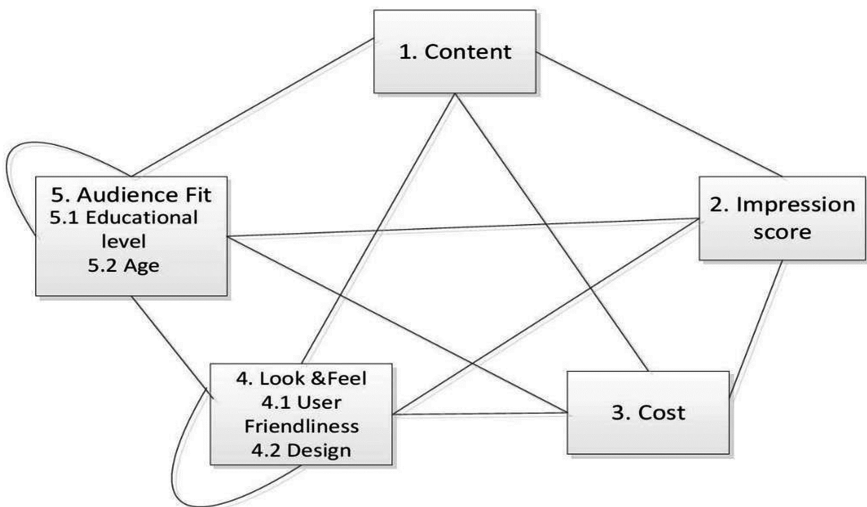 1. Content
5. Audience Fit
5.1 Educational
level
5.2 Age
2. Impression
score
4. Look &Feel
4.1 User
Friendliness
4.2 Design
3. Cost